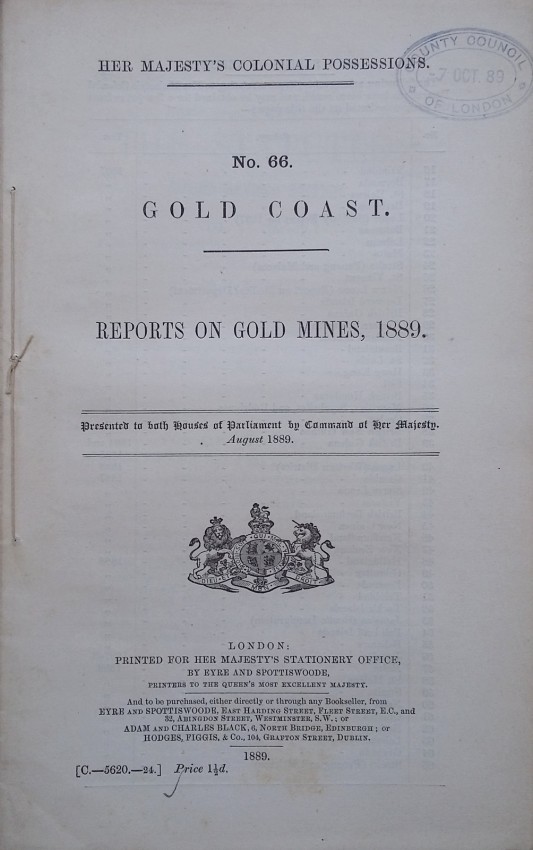 HER MAJESTY'S COLONIAL POSSESSIONS.
COUNTY COUNCIL
7 OCT. 89
OF LONDON
No. 66.
GOLD COAST.
REPORTS ON GOLD MINES, 1889.
Presented to both Houses of Parliament by Command of Her Majesty.
August 1889.
LONDON:
PRINTED FOR HER MAJESTY'S STATIONERY OFFICE,
BY EYRE AND SPOTTISWOODE,
PRINTERS TO THE QUEEN'S MOST EXCELLENT MAJESTY.
And to be purchased, either directly or through any Bookseller, from
EYRE AND SPOTTISWOODE, EAST HARDING STREET, FLEET STREET, E.C., and
32, ABINGDON STREET, WESTMINSTER, S.W.; or
ADAM AND CHARLES BLACK, 6, NORTH BRIDGE, EDINBURGH; or
HODGES, FIGGIS, & Co., 104, GRAFTON STREET, DUBLIN.
1889.
[C.—5620.—24.] Price 1½d.